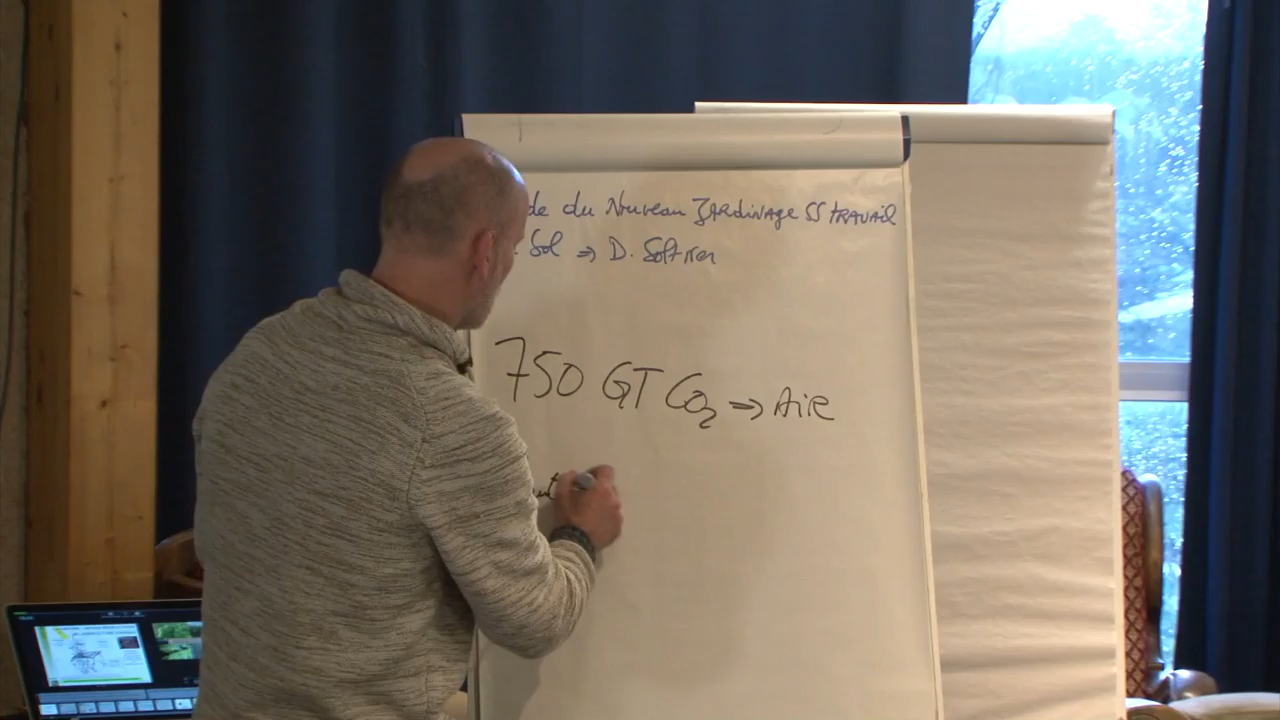 de du Nouveau JARdiNAGE SS tRAVAil
Sol ⇒ D. Soltner
750 GT CO2 ⇒ AiR